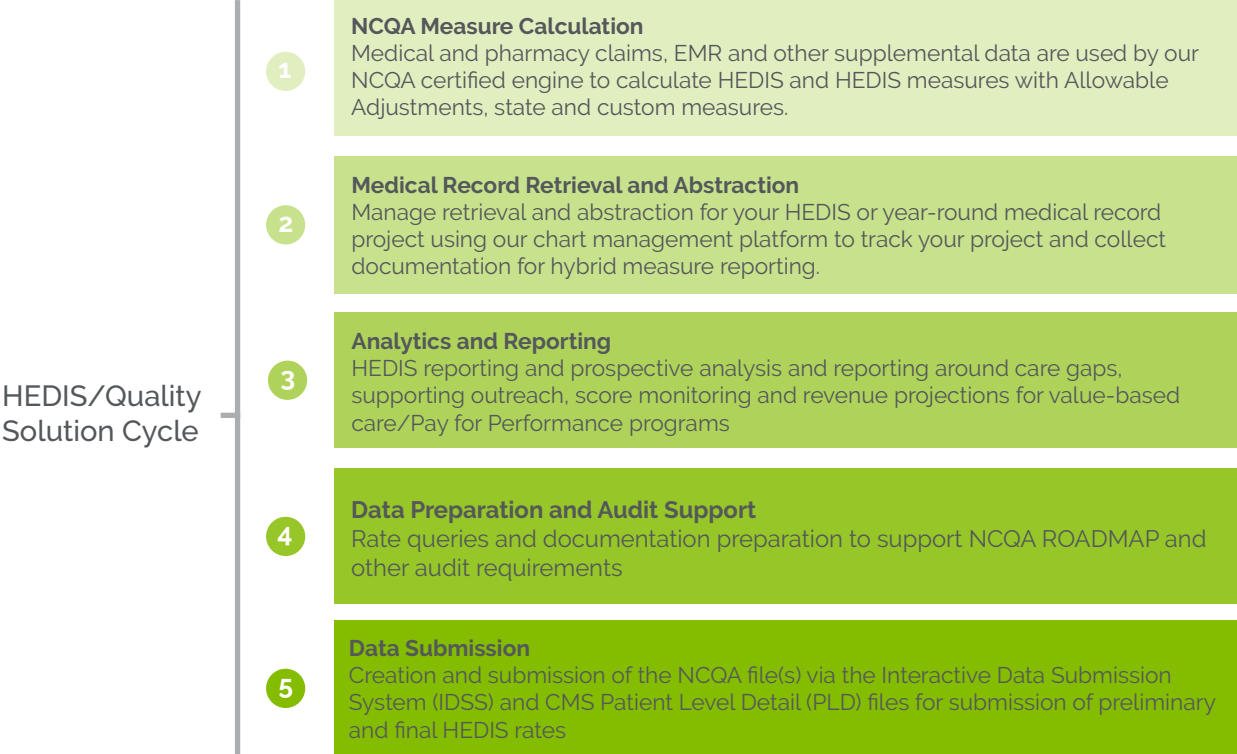 HEDIS/Quality
Solution Cycle
1
NCQA Measure Calculation
Medical and pharmacy claims, EMR and other supplemental data are used by our
NCQA certified engine to calculate HEDIS and HEDIS measures with Allowable
Adjustments, state and custom measures.
2
Medical Record Retrieval and Abstraction
Manage retrieval and abstraction for your HEDIS or year-round medical record
project using our chart management platform to track your project and collect
documentation for hybrid measure reporting.
3
Analytics and Reporting
HEDIS reporting and prospective analysis and reporting around care gaps,
supporting outreach, score monitoring and revenue projections for value-based
care/Pay for Performance programs
4
Data Preparation and Audit Support
Rate queries and documentation preparation to support NCQA ROADMAP and
other audit requirements
5
Data Submission
Creation and submission of the NCQA file(s) via the Interactive Data Submission
System (IDSS) and CMS Patient Level Detail (PLD) files for submission of preliminary
and final HEDIS rates